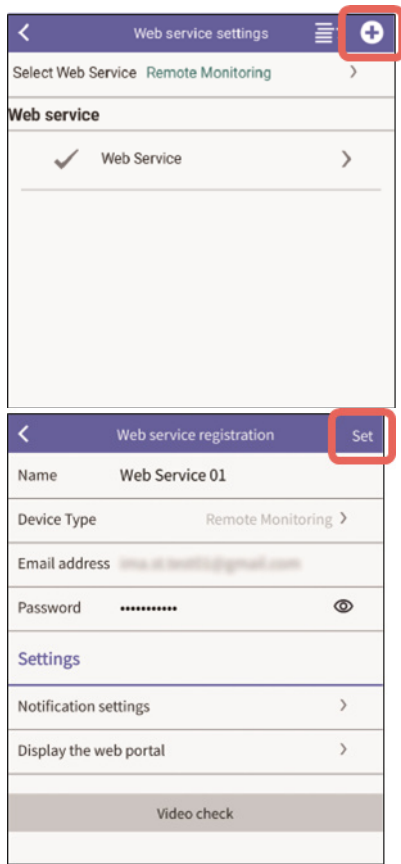 Web service settings
Select Web Service Remote Monitoring
Web service
Web Service
Web service registration Set
Name Web Service 01
Device Type Remote Monitoring
Email address
Password •••••••••••
Settings
Notification settings
Display the web portal
Video check